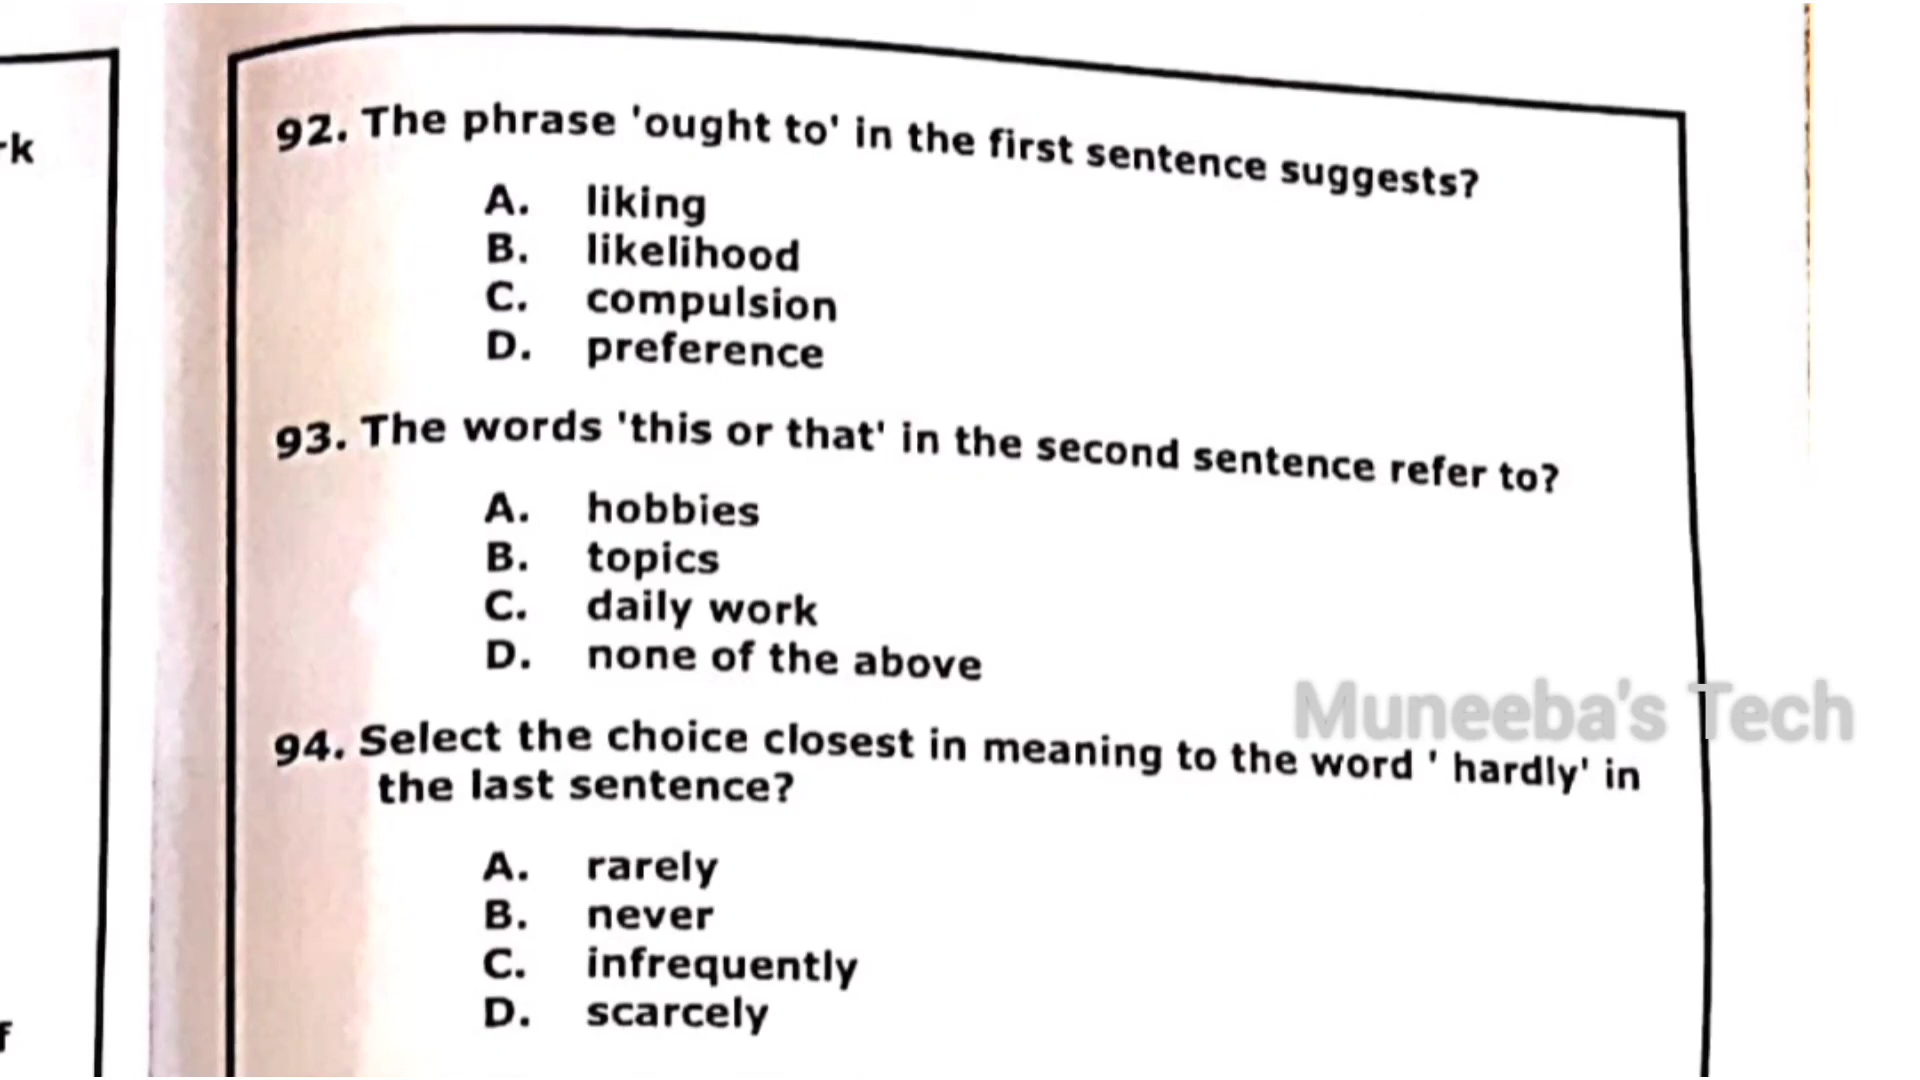 rk
f
92. The phrase 'ought to' in the first sentence suggests?
A. liking
B. likelihood
C. compulsion
D. preference
93. The words 'this or that' in the second sentence refer to?
A. hobbies
B. topics
C. daily work
D. none of the above
Muneeba's Tech
94. Select the choice closest in meaning to the word ' hardly' in
the last sentence?
A. rarely
B. never
C. infrequently
D. scarcely